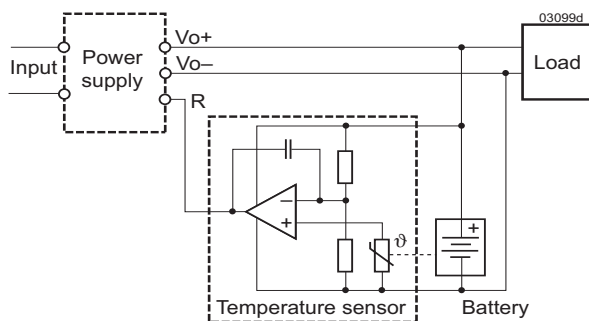 03099d
Input
Power
supply
Vo+
Vo–
R
Load
–
+
ϑ
+
Temperature sensor
Battery